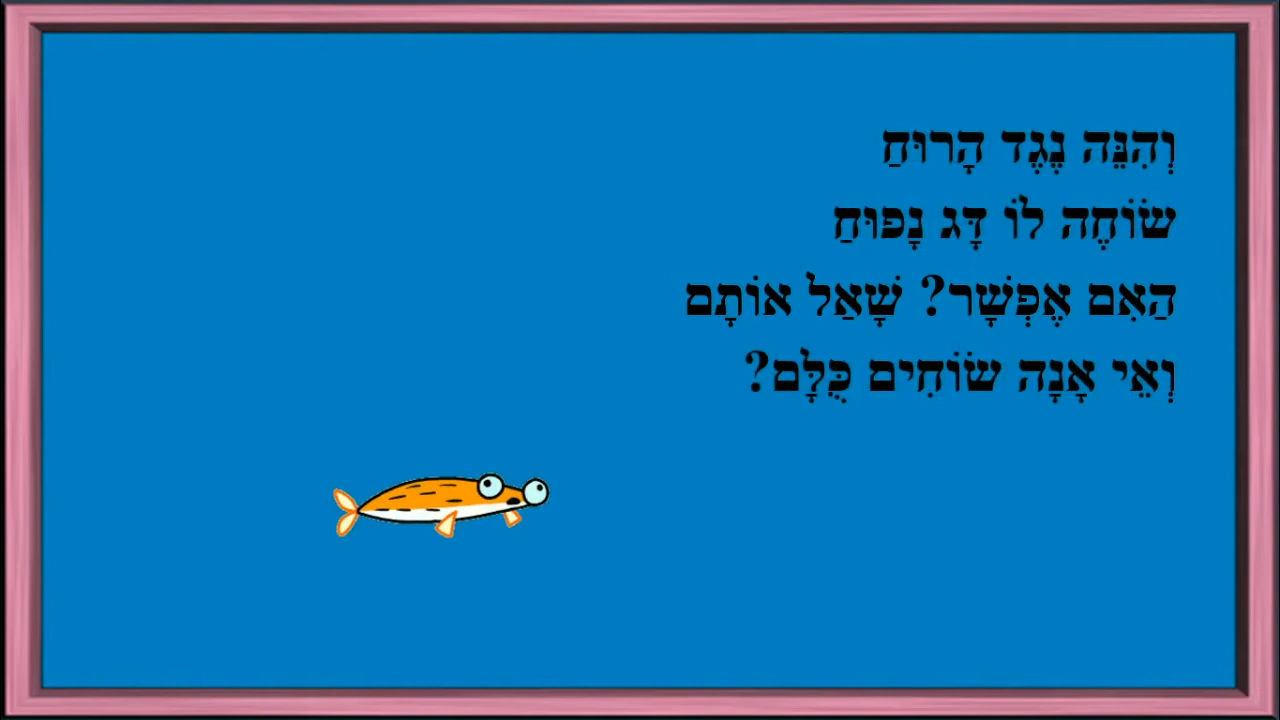 וְהִנֵּה נֶגֶד הָרוּחַ
שׂוֹחֶה לוֹ דָּג נָפוּחַ
הַאִם אֶפְשָׁר? שָׁאַל אוֹתָם
וְאֵי אָנָה שׂוֹחִים כֻּלָּם?